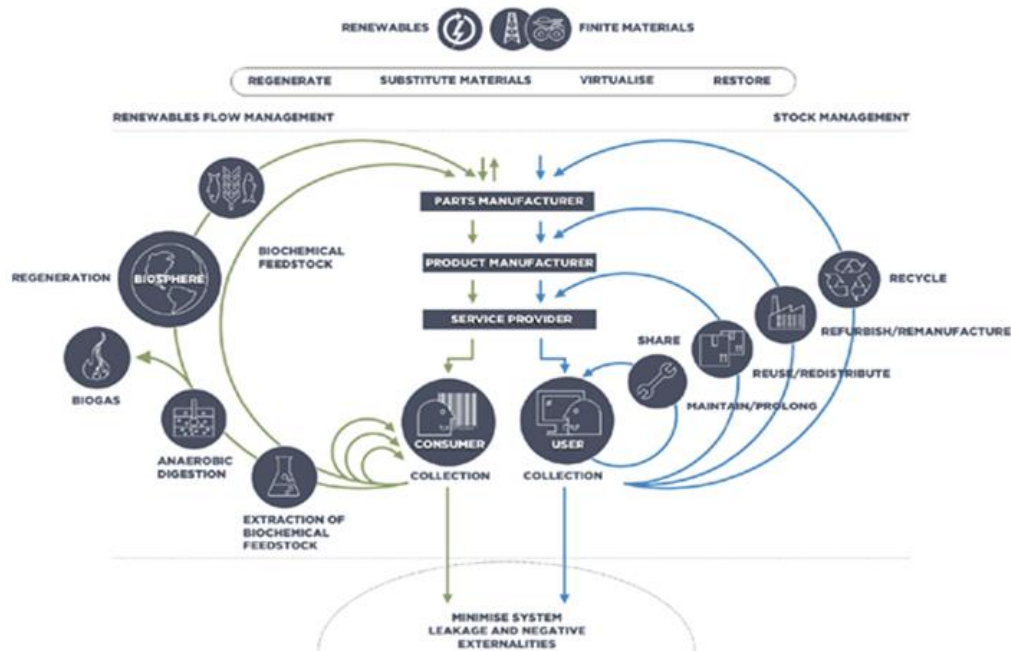 RENEWABLES
FINITE MATERIALS
REGENERATE SUBSTITUTE MATERIALS VIRTUALISE RESTORE
RENEWABLES FLOW MANAGEMENT
STOCK MANAGEMENT
PARTS MANUFACTURER
PRODUCT MANUFACTURER
SERVICE PROVIDER
BIOCHEMICAL
FEEDSTOCK
REGENERATION
BIOSPHERE
RECYCLE
REFURBISH/REMANUFACTURE
SHARE
REUSE/REDISTRIBUTE
MAINTAIN/PROLONG
BIOGAS
CONSUMER
USER
ANAEROBIC
DIGESTION
COLLECTION
COLLECTION
EXTRACTION OF
BIOCHEMICAL
FEEDSTOCK
MINIMISE SYSTEM
LEAKAGE AND NEGATIVE
EXTERNALITIES